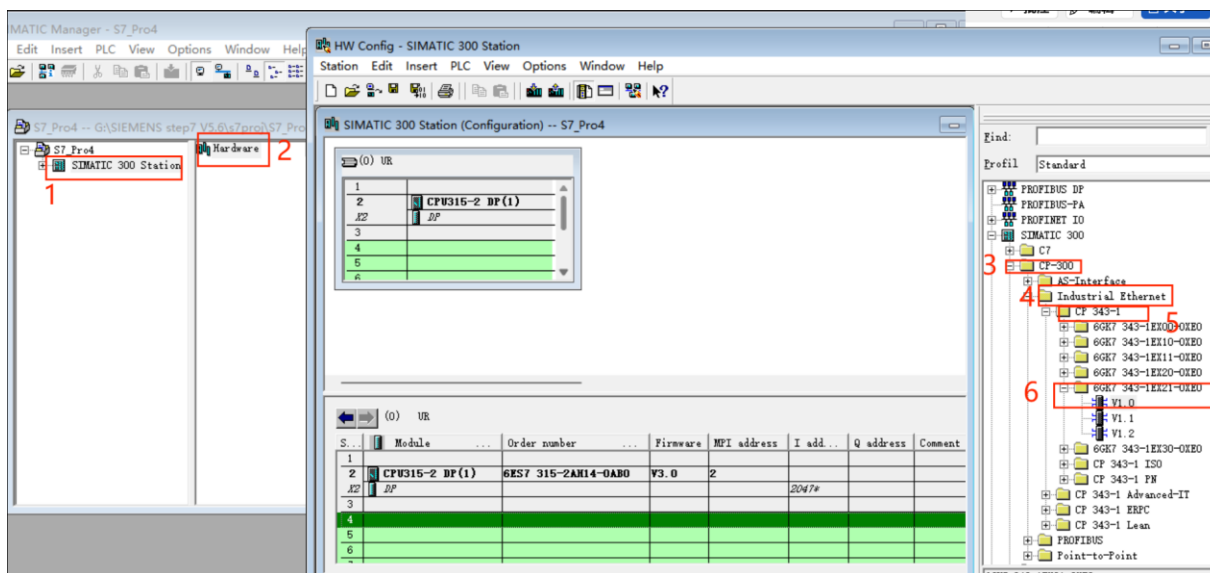 MATIC Manager - S7_Pro4
Edit Insert PLC View Options Window Help
S7_Pro4 -- G:\SIEMENS step7 V5.6\s7proj\S7_Pro
S7_Pro4
SIMATIC 300 Station
1
Hardware
2
HW Config - SIMATIC 300 Station
Station Edit Insert PLC View Options Window Help
SIMATIC 300 Station (Configuration) -- S7_Pro4
(0) UR
1
2 CPU315-2 DP(1)
X2 DP
3
4
5
6
(0) UR
S... Module ... Order number ... Firmware MPI address I add... Q address Comment
1
2 CPU315-2 DP(1) 6ES7 315-2AH14-0AB0 V3.0 2
X2 DP 2047*
3
4
5
6
Find:
Profil Standard
PROFIBUS DP
PROFIBUS-PA
PROFINET IO
SIMATIC 300
C7
3 CP-300
AS-Interface
4 Industrial Ethernet
CP 343-1 5
6GK7 343-1EX00-0XE0
6GK7 343-1EX10-0XE0
6GK7 343-1EX11-0XE0
6GK7 343-1EX20-0XE0
6 6GK7 343-1EX21-0XE0
V1.0
V1.1
V1.2
6GK7 343-1EX30-0XE0
CP 343-1 ISO
CP 343-1 PN
CP 343-1 Advanced-IT
CP 343-1 ERPC
CP 343-1 Lean
PROFIBUS
Point-to-Point